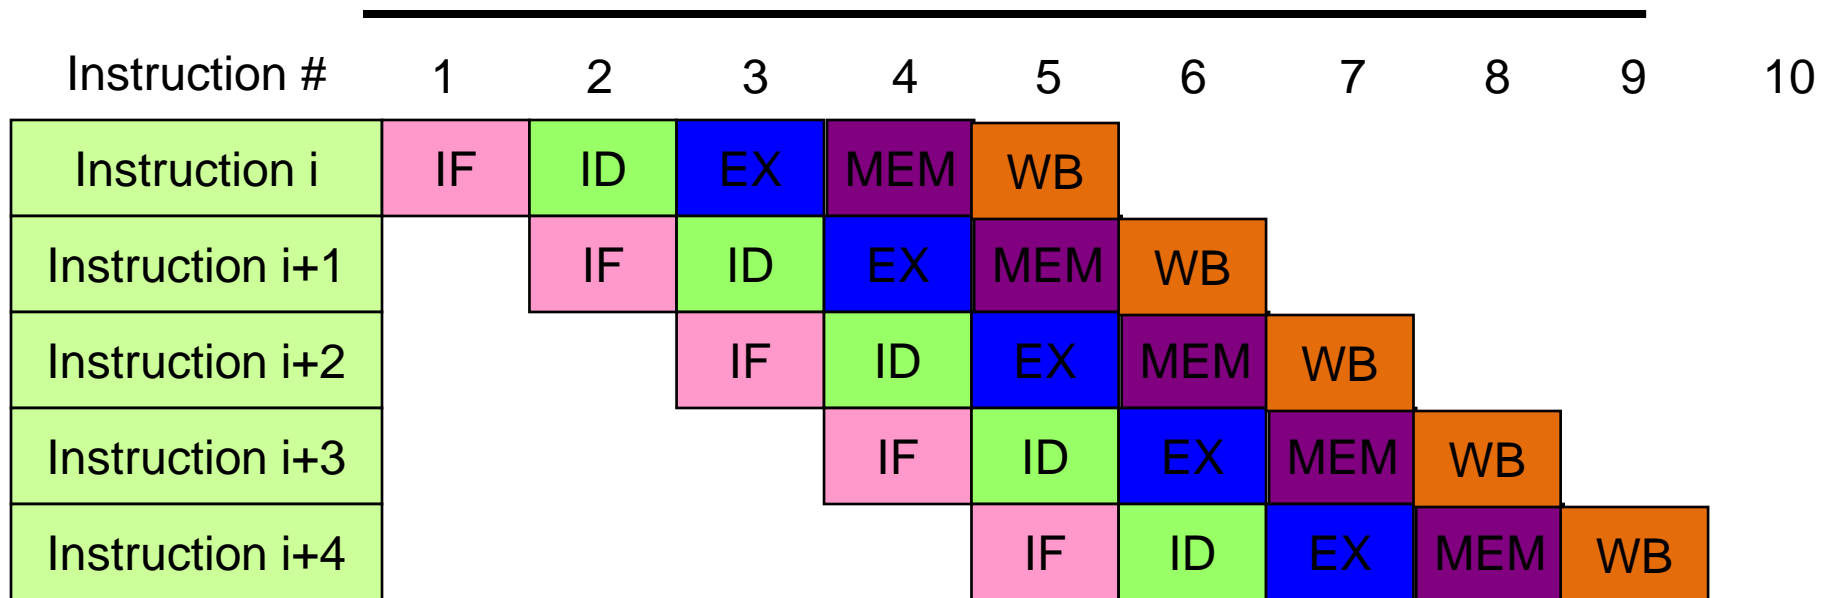 Instruction # 1 2 3 4 5 6 7 8 9 10
Instruction i IF ID EX MEM WB
Instruction i+1 IF ID EX MEM WB
Instruction i+2 IF ID EX MEM WB
Instruction i+3 IF ID EX MEM WB
Instruction i+4 IF ID EX MEM WB